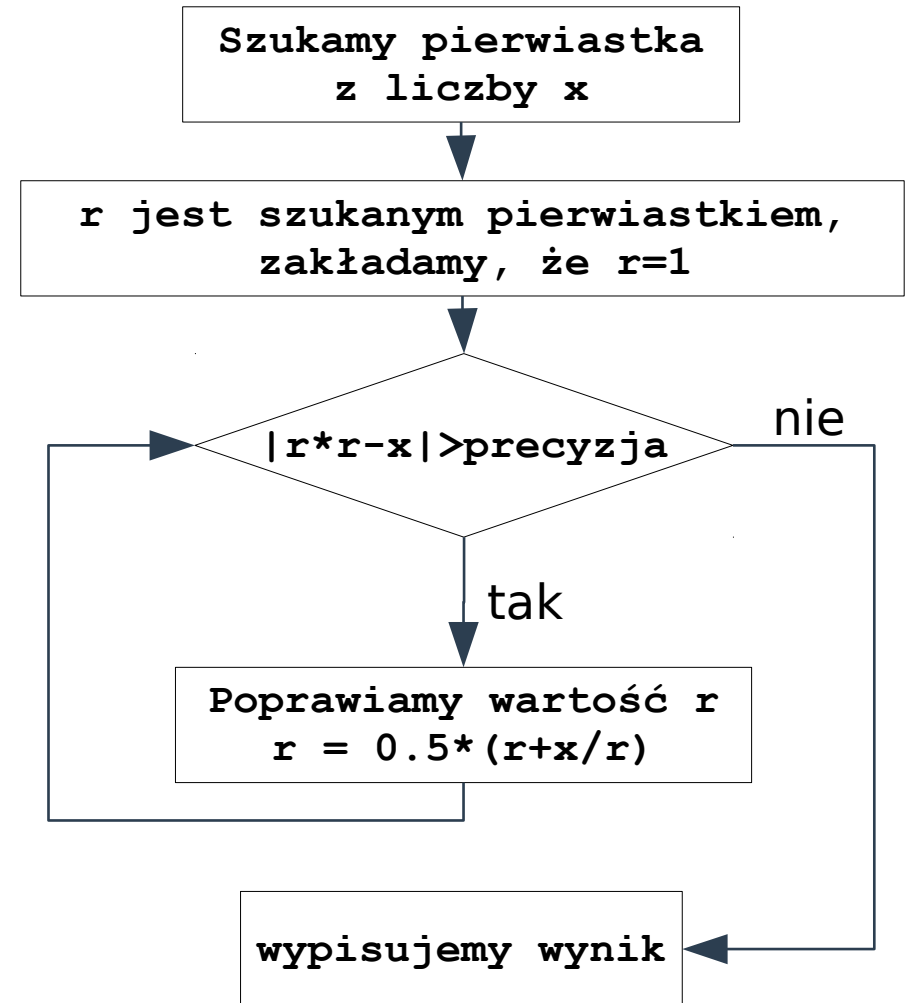 Szukamy pierwiastka
z liczby x
r jest szukanym pierwiastkiem,
zakładamy, że r=1
|r*r-x|>precyzja
nie
tak
Poprawiamy wartość r
r = 0.5*(r+x/r)
wypisujemy wynik